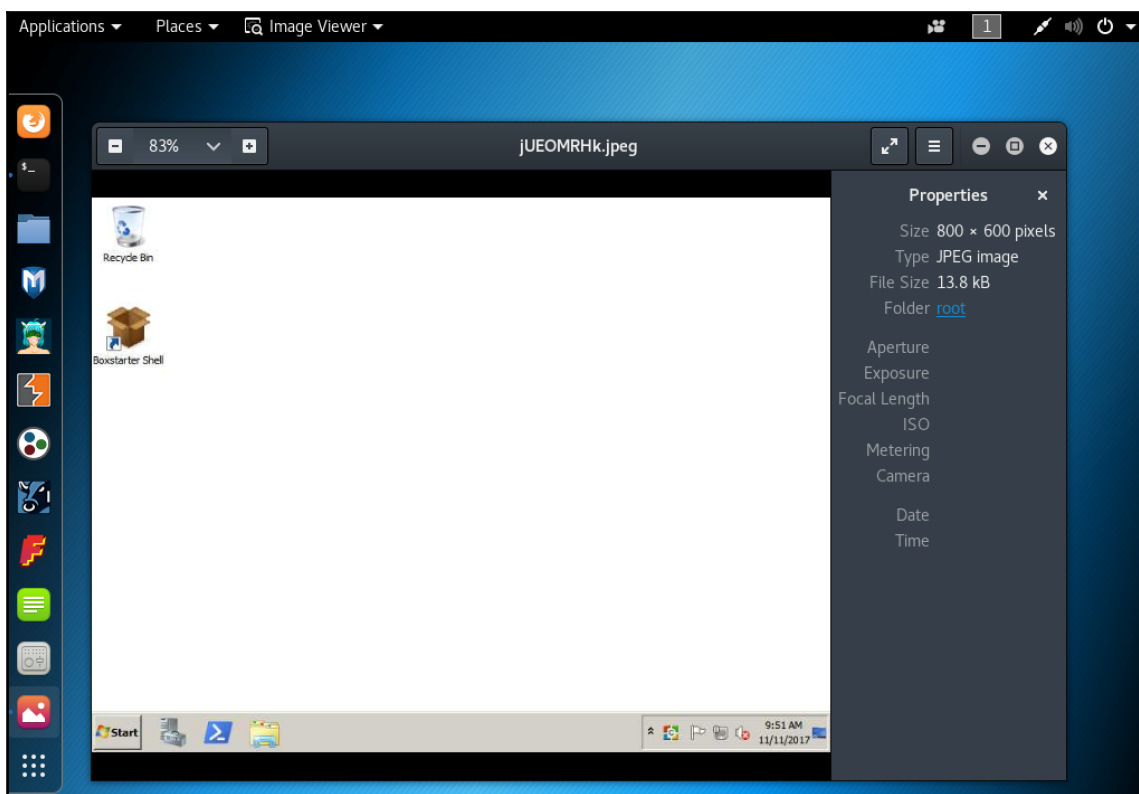 Applications Places Image Viewer 1
83% jUEOMRHk.jpeg
Properties
Size 800 × 600 pixels
Type JPEG image
File Size 13.8 kB
Folder root
Aperture
Exposure
Focal Length
ISO
Metering
Camera
Date
Time
Recycle Bin
Boxstarter Shell
Start
9:51 AM
11/11/2017